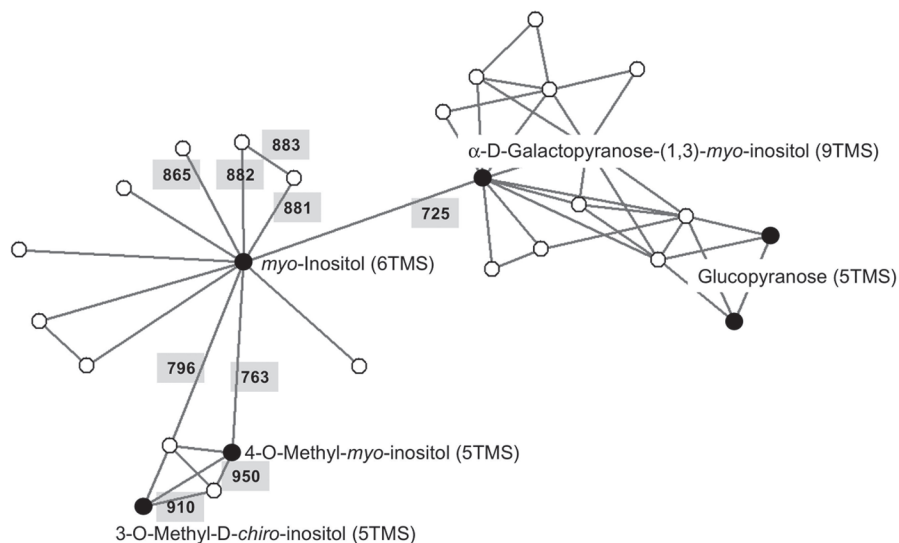 883
α-D-Galactopyranose-(1,3)-myo-inositol (9TMS)
865
882
881
725
myo-Inositol (6TMS)
Glucopyranose (5TMS)
796
763
4-O-Methyl-myo-inositol (5TMS)
950
910
3-O-Methyl-D-chiro-inositol (5TMS)